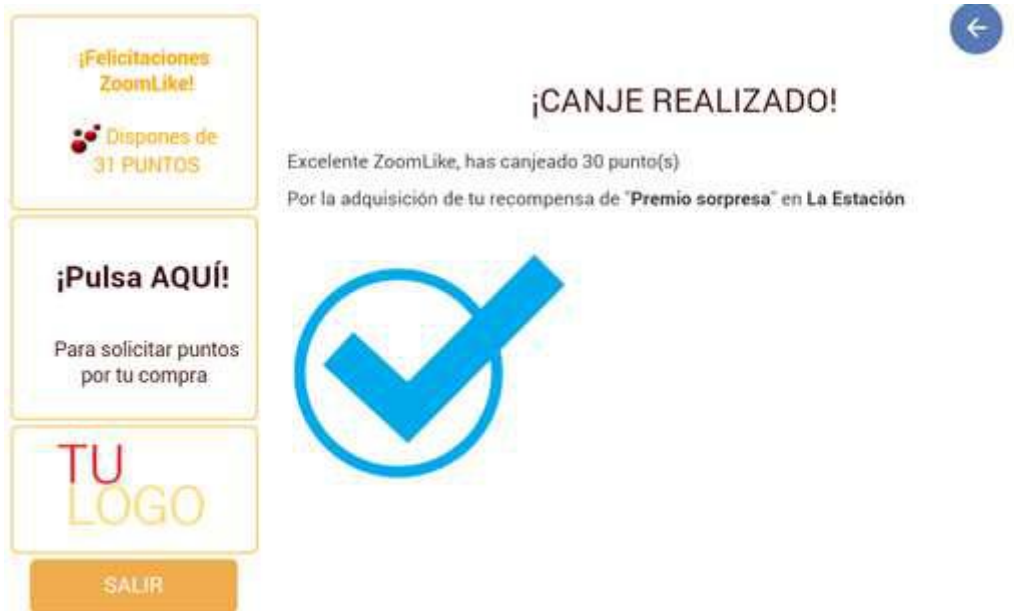 ¡Felicitaciones
ZoomLike!
Dispones de
31 PUNTOS
¡Pulsa AQUÍ!
Para solicitar puntos
por tu compra
TU
LOGO
SALIR
¡CANJE REALIZADO!
Excelente ZoomLike, has canjeado 30 punto(s)
Por la adquisición de tu recompensa de "Premio sorpresa" en La Estación